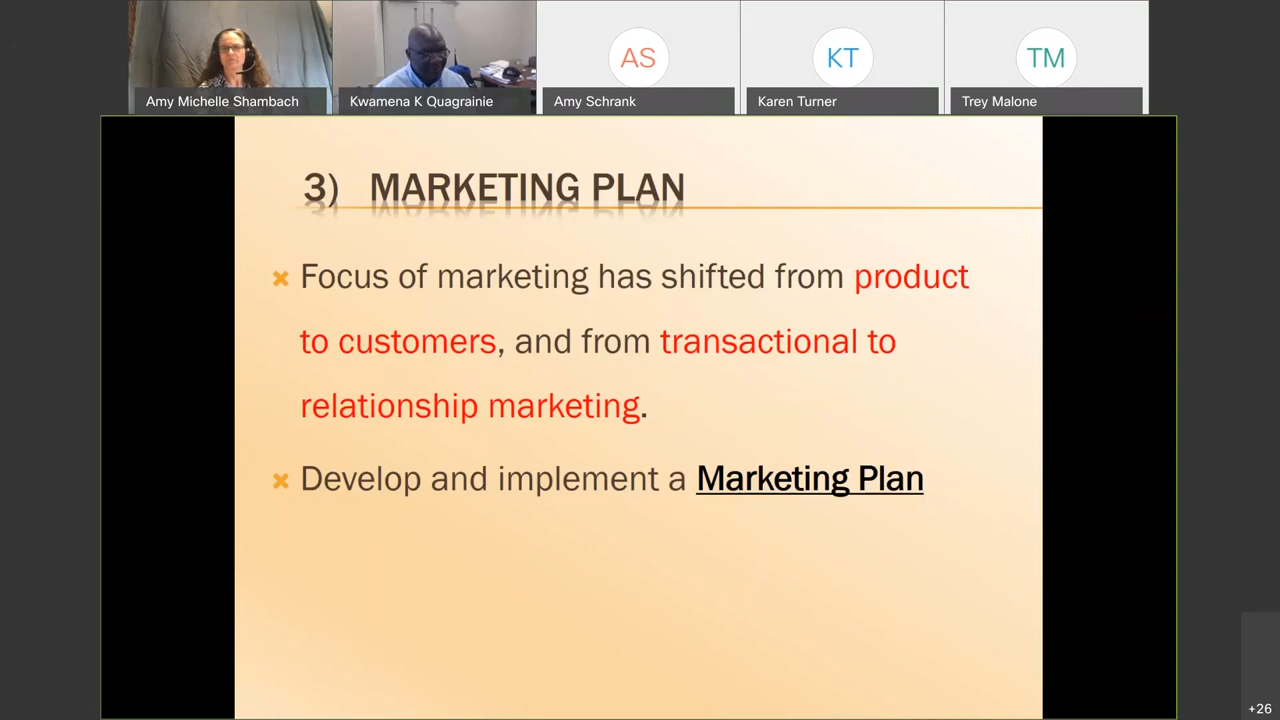 Amy Michelle Shambach
Kwamena K Quagrainie
AS
Amy Schrank
KT
Karen Turner
TM
Trey Malone
3) MARKETING PLAN
Focus of marketing has shifted from product
to customers, and from transactional to
relationship marketing.
Develop and implement a Marketing Plan
+26